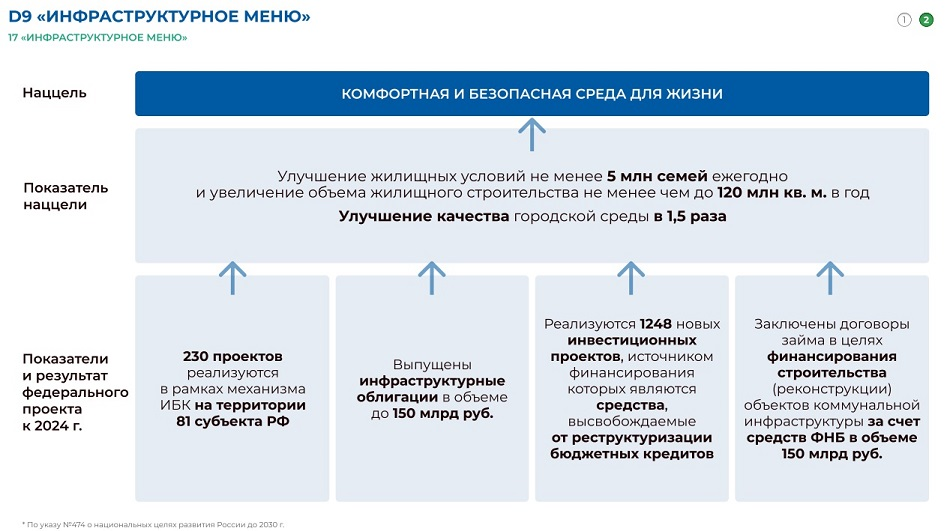 D9 «ИНФРАСТРУКТУРНОЕ МЕНЮ»
1 2
17 «ИНФРАСТРУКТУРНОЕ МЕНЮ»
Наццель
КОМФОРТНАЯ И БЕЗОПАСНАЯ СРЕДА ДЛЯ ЖИЗНИ
Показатель
наццели
Улучшение жилищных условий не менее 5 млн семей ежегодно
и увеличение объема жилищного строительства не менее чем до 120 млн кв. м. в год
Улучшение качества городской среды в 1,5 раза
Показатели
и результат
федерального
проекта
к 2024 г.
230 проектов
реализуются
в рамках механизма
ИБК на территории
81 субъекта РФ
Выпущены
инфраструктурные
облигации в объеме
до 150 млрд руб.
Реализуются 1248 новых
инвестиционных
проектов, источником
финансирования
которых являются
средства,
высвобождаемые
от реструктуризации
бюджетных кредитов
Заключены договоры
займа в целях
финансирования
строительства
(реконструкции)
объектов коммунальной
инфраструктуры за счет
средств ФНБ в объеме
150 млрд руб.
* По указу №474 о национальных целях развития России до 2030 г.